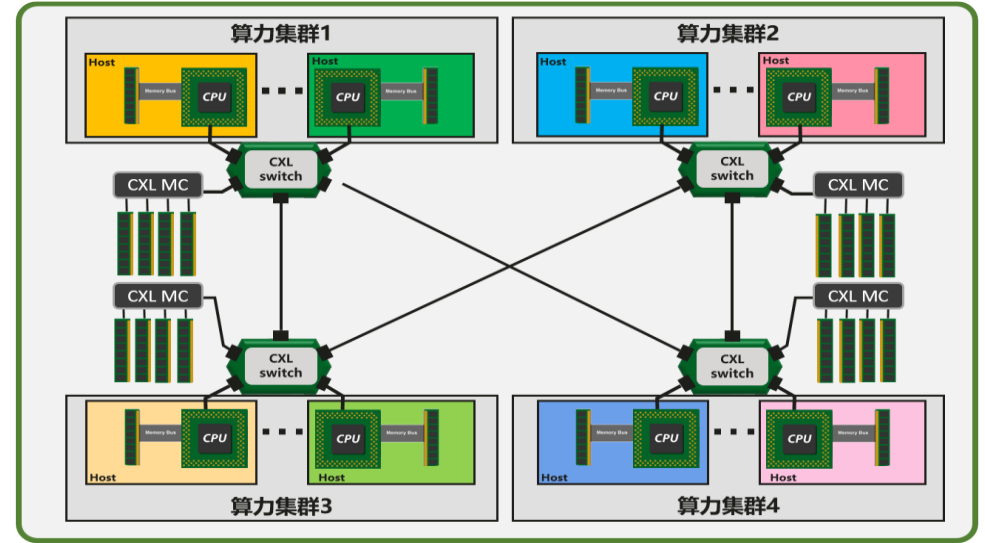 算力集群1
Host
Memory Bus
CPU
Host
CPU
Memory Bus
算力集群2
Host
Memory Bus
CPU
Host
CPU
Memory Bus
CXL
switch
CXL
switch
CXL MC
CXL MC
CXL MC
CXL MC
CXL
switch
CXL
switch
Memory Bus
CPU
Host
CPU
Memory Bus
Host
算力集群3
Memory Bus
CPU
Host
CPU
Memory Bus
Host
算力集群4